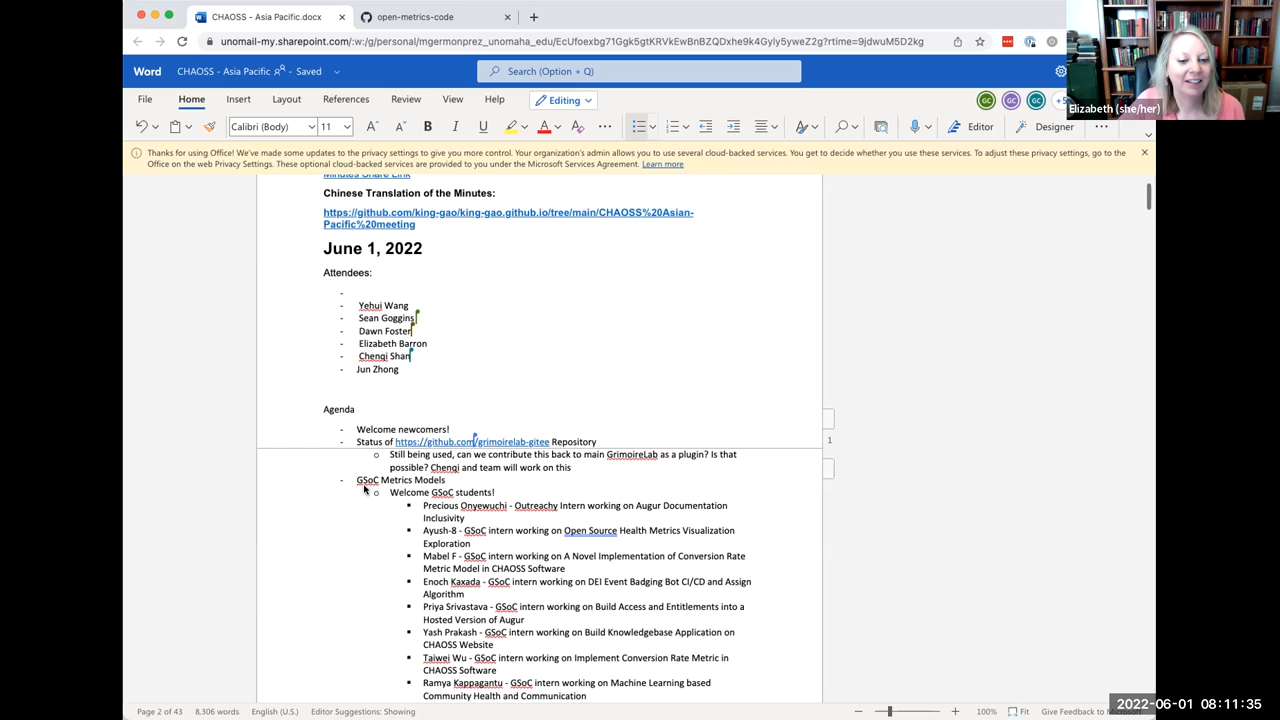 CHAOSS - Asia Pacific.docx
open-metrics-code
unomail-my.sharepoint.com/:w:/g/personal/mgermonprez_unomaha_edu/EcUfoexbg71Ggk5gtKRVkEwBnBZQDxhe9k4Gyly5yweZ2g?rtime=9jdwuM5D2kg
Elizabeth (she/her)
Word
CHAOSS - Asia Pacific - Saved
Search (Option + Q)
File
Home
Insert
Layout
References
Review
View
Help
Editing
GC
GC
GC
Calibri (Body)
11
Editor
Designer
Thanks for using Office! We've made some updates to the privacy settings to give you more control. Your organization's admin allows you to use several cloud-backed services. You get to decide whether you use these services. To adjust these privacy settings, go to the
Office on the web Privacy Settings. These optional cloud-backed services are provided to you under the Microsoft Services Agreement. Learn more
Minutes Share Link
Chinese Translation of the Minutes:
https://github.com/king-gao/king-gao.github.io/tree/main/CHAOSS%20Asian-
Pacific%20meeting
June 1, 2022
Attendees:
-
- Yehui Wang
- Sean Goggins
- Dawn Foster
- Elizabeth Barron
- Chenqi Shan
- Jun Zhong
Agenda
- Welcome newcomers!
- Status of https://github.com/grimoirelab-gitee Repository
o Still being used, can we contribute this back to main GrimoireLab as a plugin? Is that
possible? Chenqi and team will work on this
- GSoC Metrics Models
o Welcome GSoC students!
▪ Precious Onyewuchi - Outreachy Intern working on Augur Documentation
Inclusivity
▪ Ayush-8 - GSoC intern working on Open Source Health Metrics Visualization
Exploration
▪ Mabel F - GSoC intern working on A Novel Implementation of Conversion Rate
Metric Model in CHAOSS Software
▪ Enoch Kaxada - GSoC intern working on DEI Event Badging Bot CI/CD and Assign
Algorithm
▪ Priya Srivastava - GSoC intern working on Build Access and Entitlements into a
Hosted Version of Augur
▪ Yash Prakash - GSoC intern working on Build Knowledgebase Application on
CHAOSS Website
▪ Taiwei Wu - GSoC intern working on Implement Conversion Rate Metric in
CHAOSS Software
▪ Ramya Kappagantu - GSoC intern working on Machine Learning based
Community Health and Communication
1
Page 2 of 43
8,306 words
English (U.S.)
Editor Suggestions: Showing
100%
Fit
Give Feedback to
2022-06-01 08:11:35